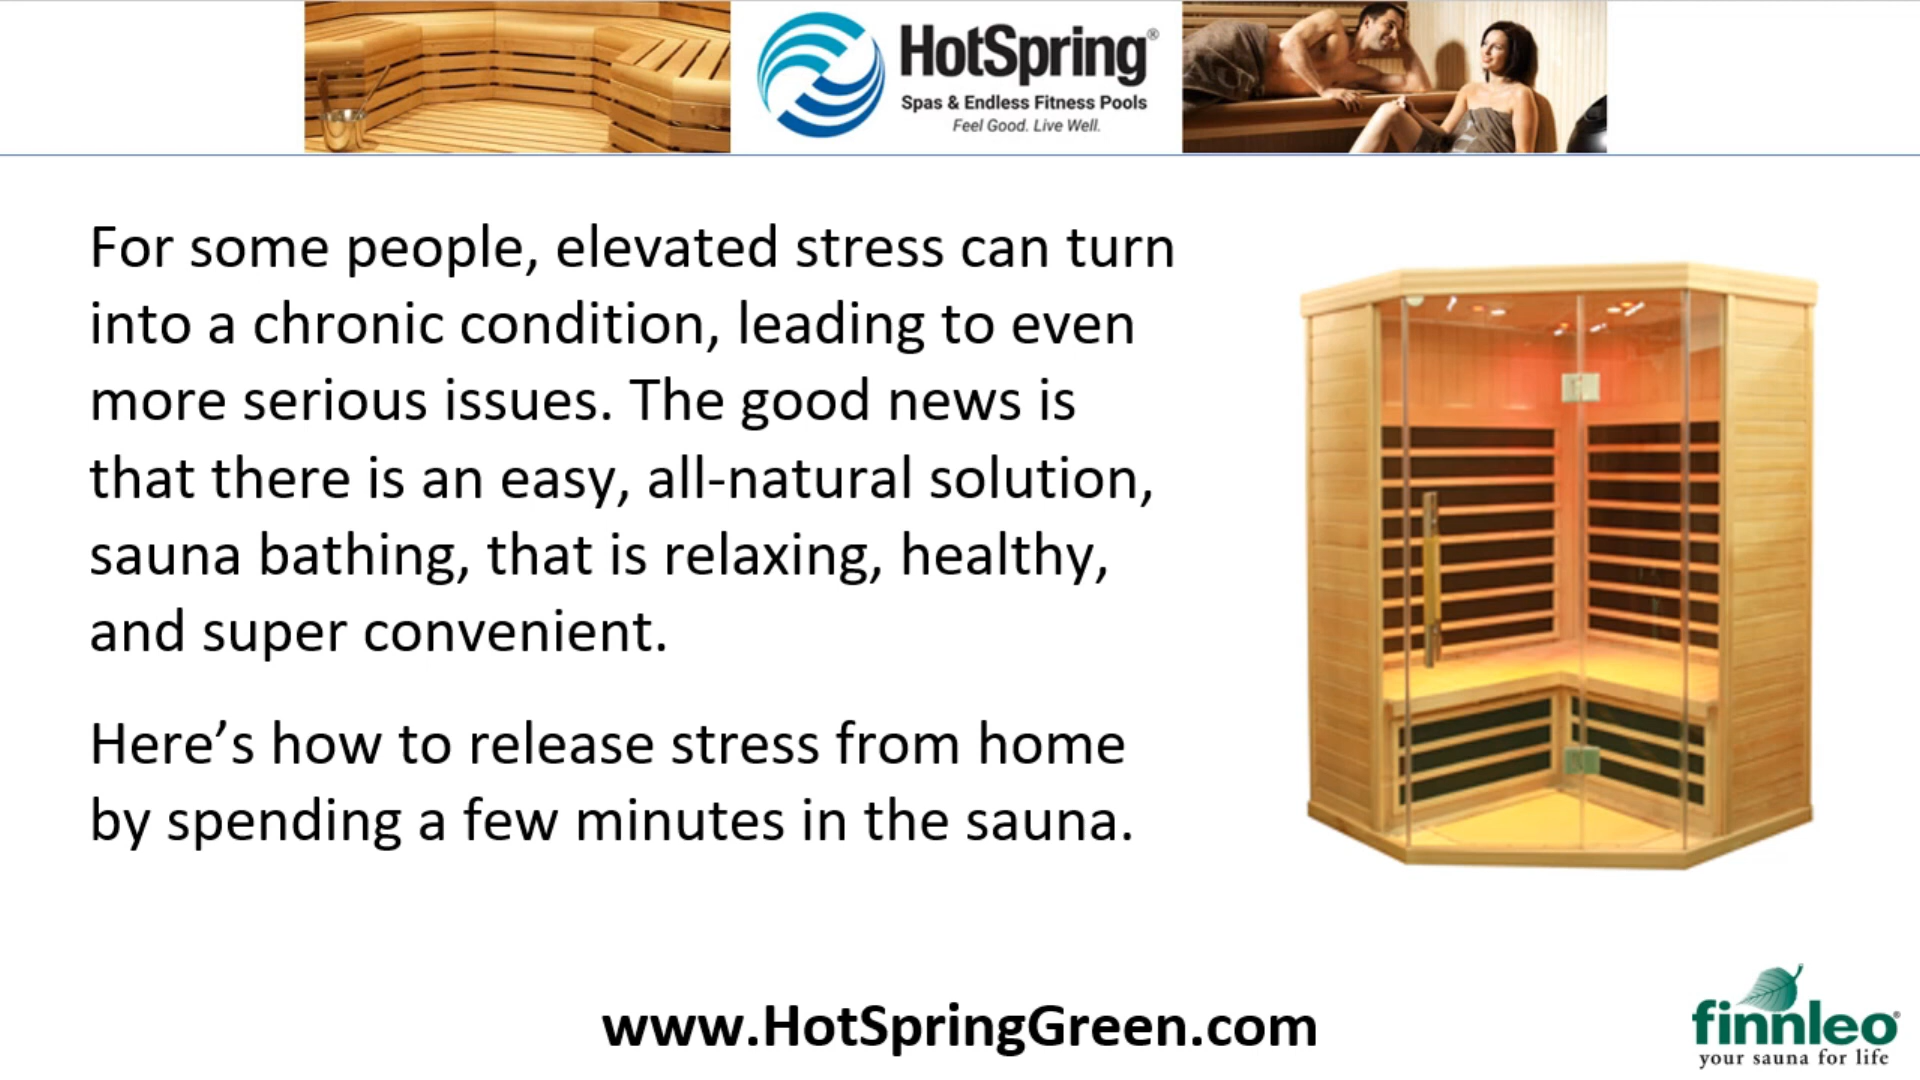 HotSpring®
Spas & Endless Fitness Pools
Feel Good. Live Well.
For some people, elevated stress can turn
into a chronic condition, leading to even
more serious issues. The good news is
that there is an easy, all-natural solution,
sauna bathing, that is relaxing, healthy,
and super convenient.
Here’s how to release stress from home
by spending a few minutes in the sauna.
www.HotSpringGreen.com
finnleo®
your sauna for life